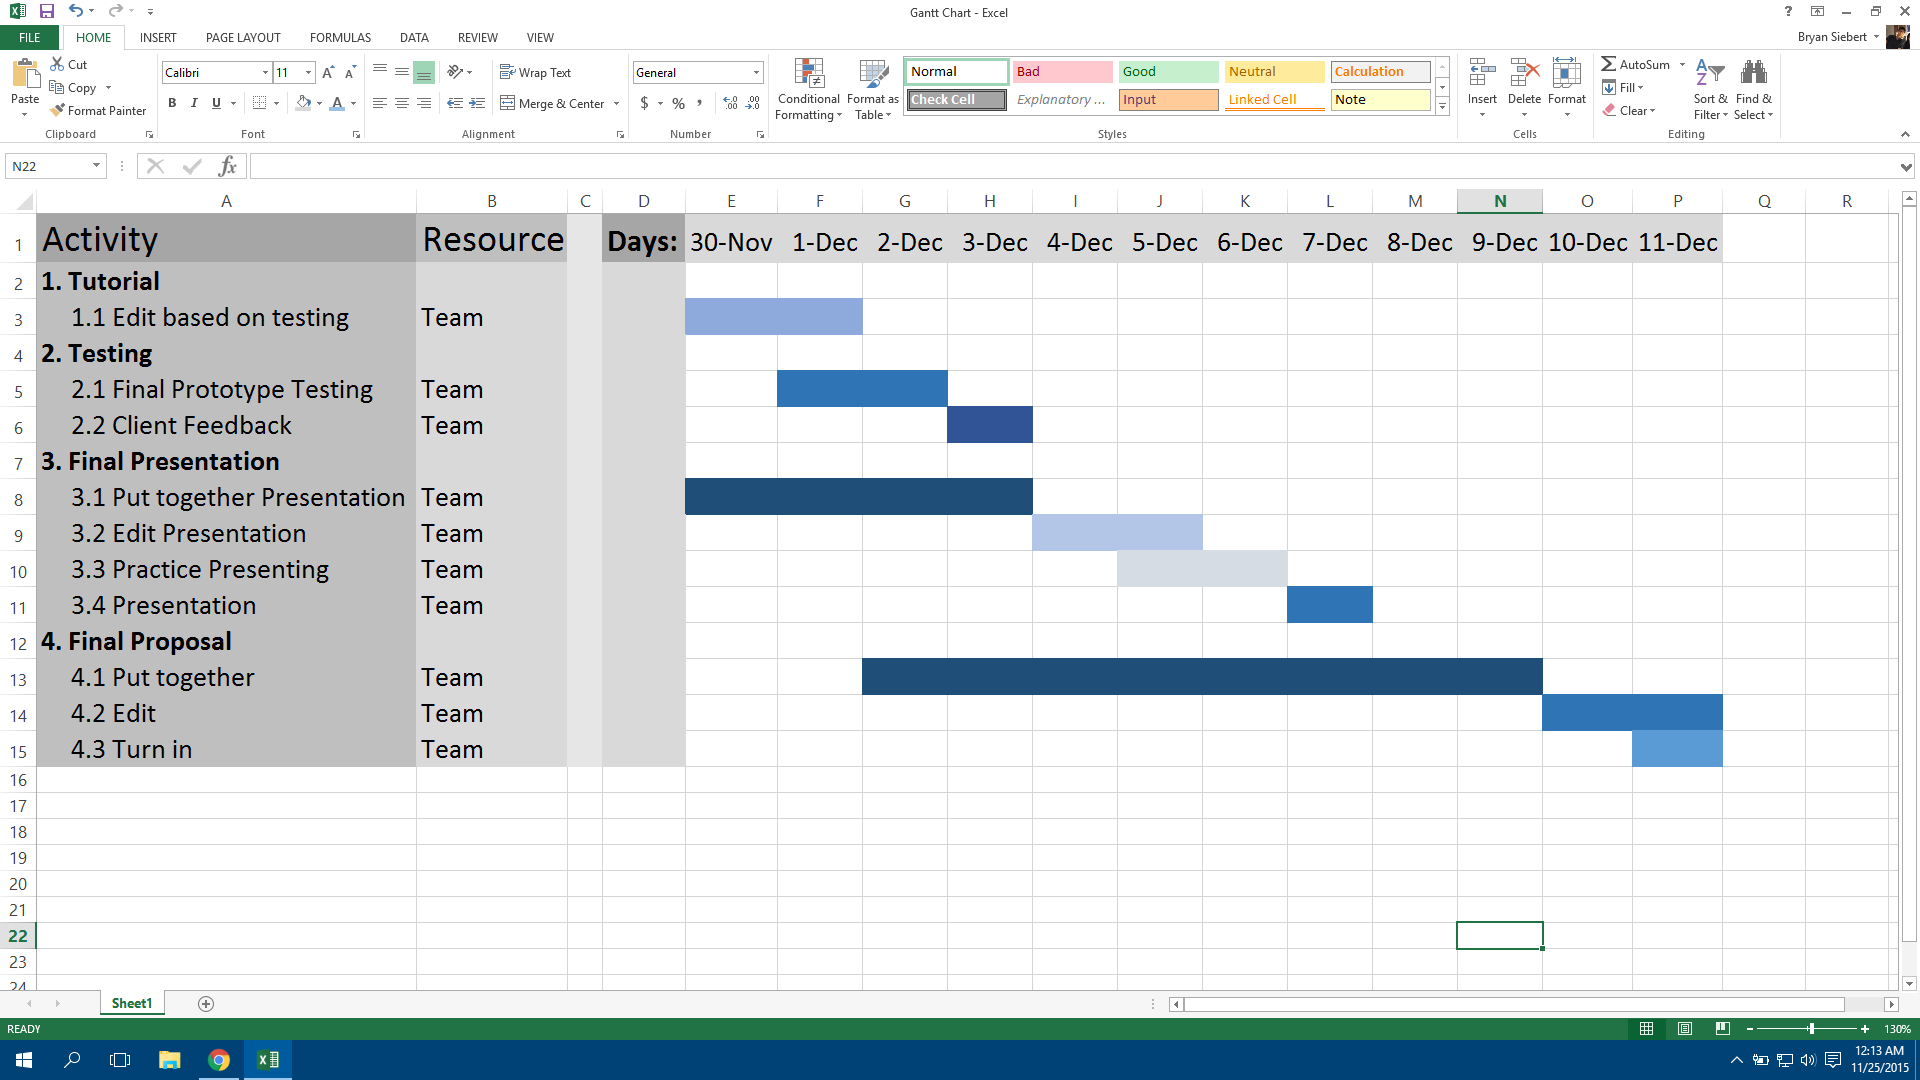 Gantt Chart - Excel
?
FILE HOME INSERT PAGE LAYOUT FORMULAS DATA REVIEW VIEW Bryan Siebert
Paste
Cut
Copy
Format Painter
Clipboard
Calibri 11
B I U A
Font
Wrap Text
Merge & Center
Alignment
General
$ % ,
Number
Conditional Formatting
Format as Table
Normal Bad Good Neutral Calculation
Check Cell Explanatory ... Input Linked Cell Note
Styles
Insert Delete Format
Cells
AutoSum
Fill
Clear
Sort & Filter
Find & Select
Editing
N22 fx
A B C D E F G H I J K L M N O P Q R
1 Activity Resource Days: 30-Nov 1-Dec 2-Dec 3-Dec 4-Dec 5-Dec 6-Dec 7-Dec 8-Dec 9-Dec 10-Dec 11-Dec
2 1. Tutorial
3 1.1 Edit based on testing Team
4 2. Testing
5 2.1 Final Prototype Testing Team
6 2.2 Client Feedback Team
7 3. Final Presentation
8 3.1 Put together Presentation Team
9 3.2 Edit Presentation Team
10 3.3 Practice Presenting Team
11 3.4 Presentation Team
12 4. Final Proposal
13 4.1 Put together Team
14 4.2 Edit Team
15 4.3 Turn in Team
16
17
18
19
20
21
22
23
24
Sheet1
READY 130%
12:13 AM
11/25/2015